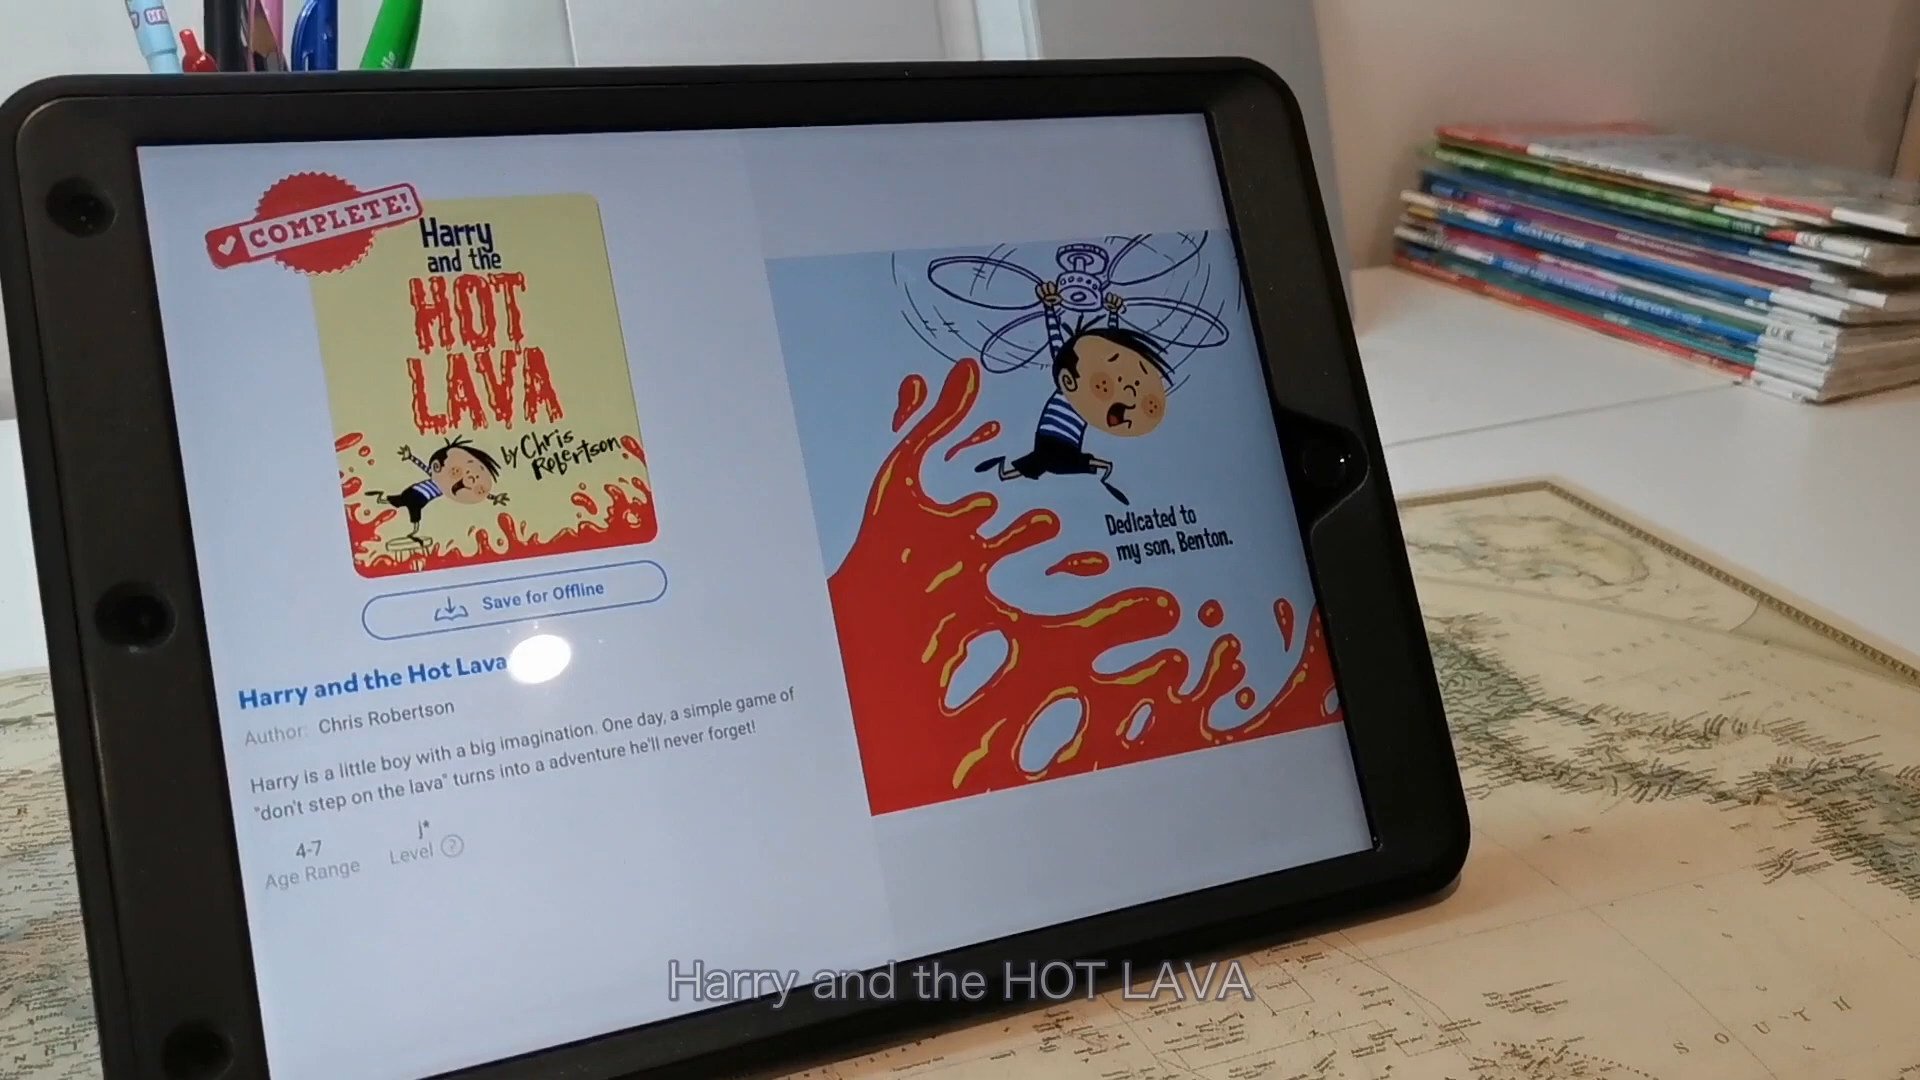 COMPLETE!
Harry
and the
HOT
LAVA
by Chris
Robertson
Save for Offline
Harry and the Hot Lava
Author: Chris Robertson
Harry is a little boy with a big imagination. One day, a simple game of
"don't step on the lava" turns into a adventure he'll never forget!
4-7
Age Range
J*
Level ?
Dedicated to
my son, Benton.
Harry and the HOT LAVA
SOUTH